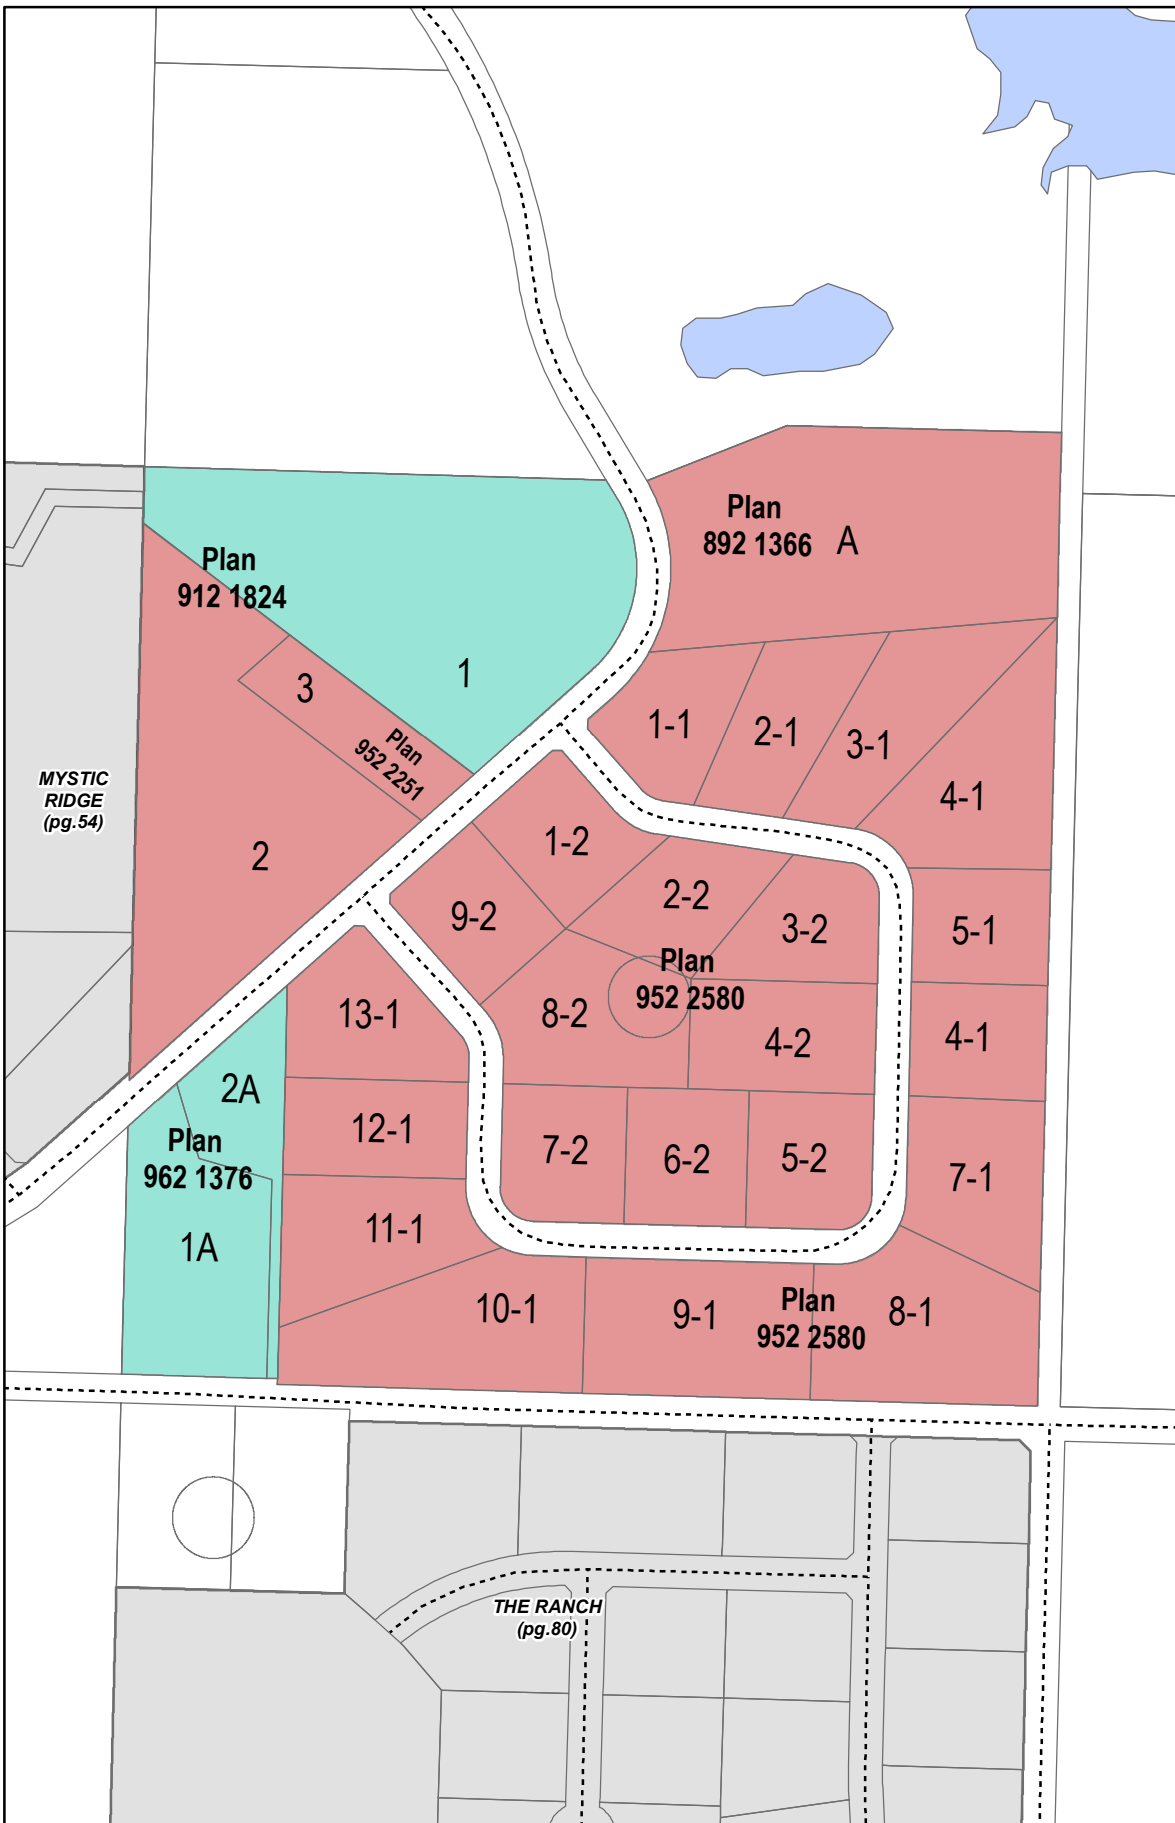 Plan
892 1366
A
Plan
912 1824
1
3
1-1
2-1
3-1
Plan
952 2251
4-1
MYSTIC
RIDGE
(pg.54)
2
1-2
2-2
9-2
3-2
5-1
Plan
952 2580
8-2
13-1
4-2
4-1
2A
12-1
Plan
962 1376
7-2
6-2
5-2
7-1
11-1
1A
10-1
9-1
Plan
952 2580
8-1
THE RANCH
(pg.80)